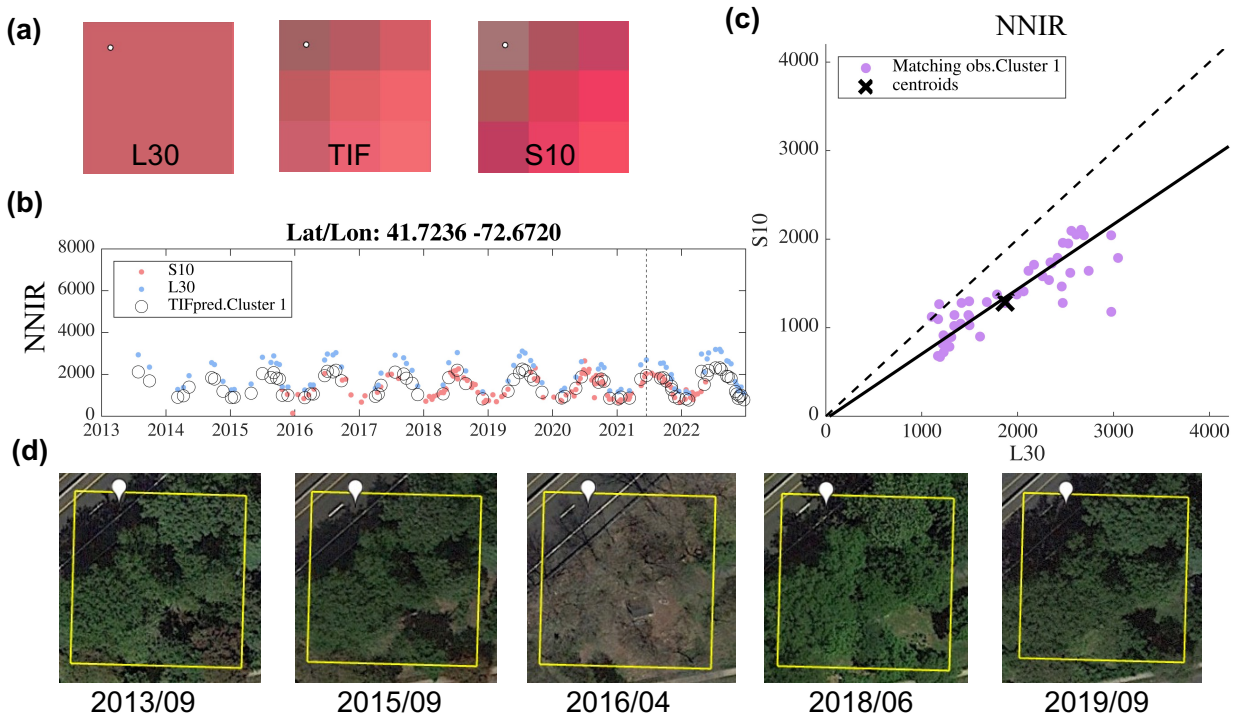 (a)
L30
TIF
S10
(b)
Lat/Lon: 41.7236 -72.6720
NNIR
8000
6000
4000
2000
0
S10
L30
TIFpred.Cluster 1
2013 2014 2015 2016 2017 2018 2019 2020 2021 2022
(c)
NNIR
S10
4000
3000
2000
1000
0
Matching obs.Cluster 1
centroids
0 1000 2000 3000 4000
L30
(d)
2013/09
2015/09
2016/04
2018/06
2019/09